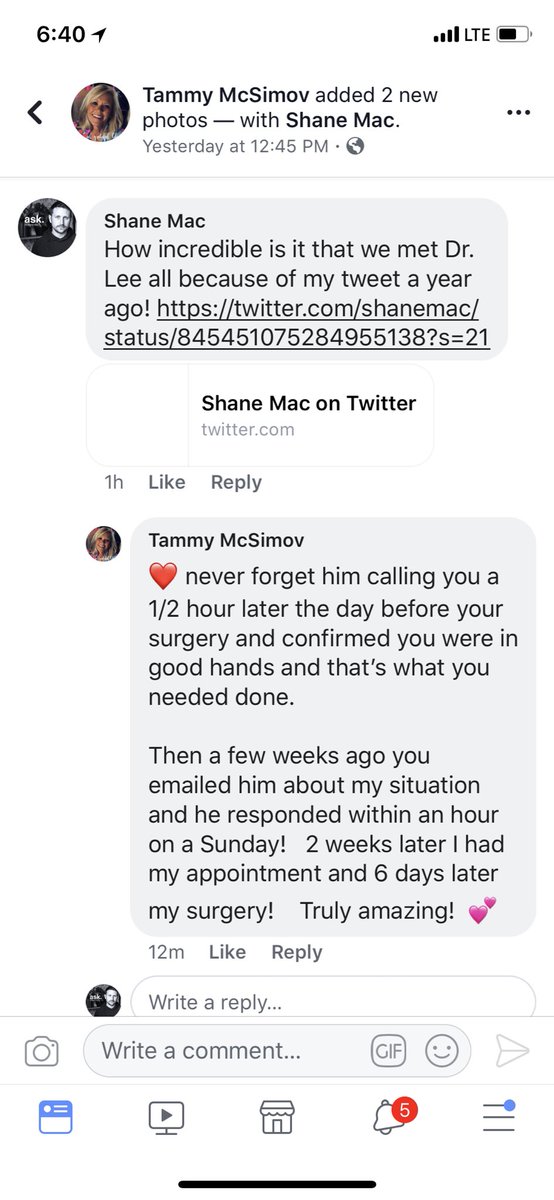 6:40
LTE
Tammy McSimov added 2 new
photos — with Shane Mac.
Yesterday at 12:45 PM ·
ask.
Shane Mac
How incredible is it that we met Dr.
Lee all because of my tweet a year
ago! https://twitter.com/shanemac/
status/845451075284955138?s=21
Shane Mac on Twitter
twitter.com
1h Like Reply
Tammy McSimov
❤️ never forget him calling you a
1/2 hour later the day before your
surgery and confirmed you were in
good hands and that's what you
needed done.
Then a few weeks ago you
emailed him about my situation
and he responded within an hour
on a Sunday! 2 weeks later I had
my appointment and 6 days later
my surgery! Truly amazing! 💕
12m Like Reply
ask.
Write a reply...
Write a comment...
GIF
5